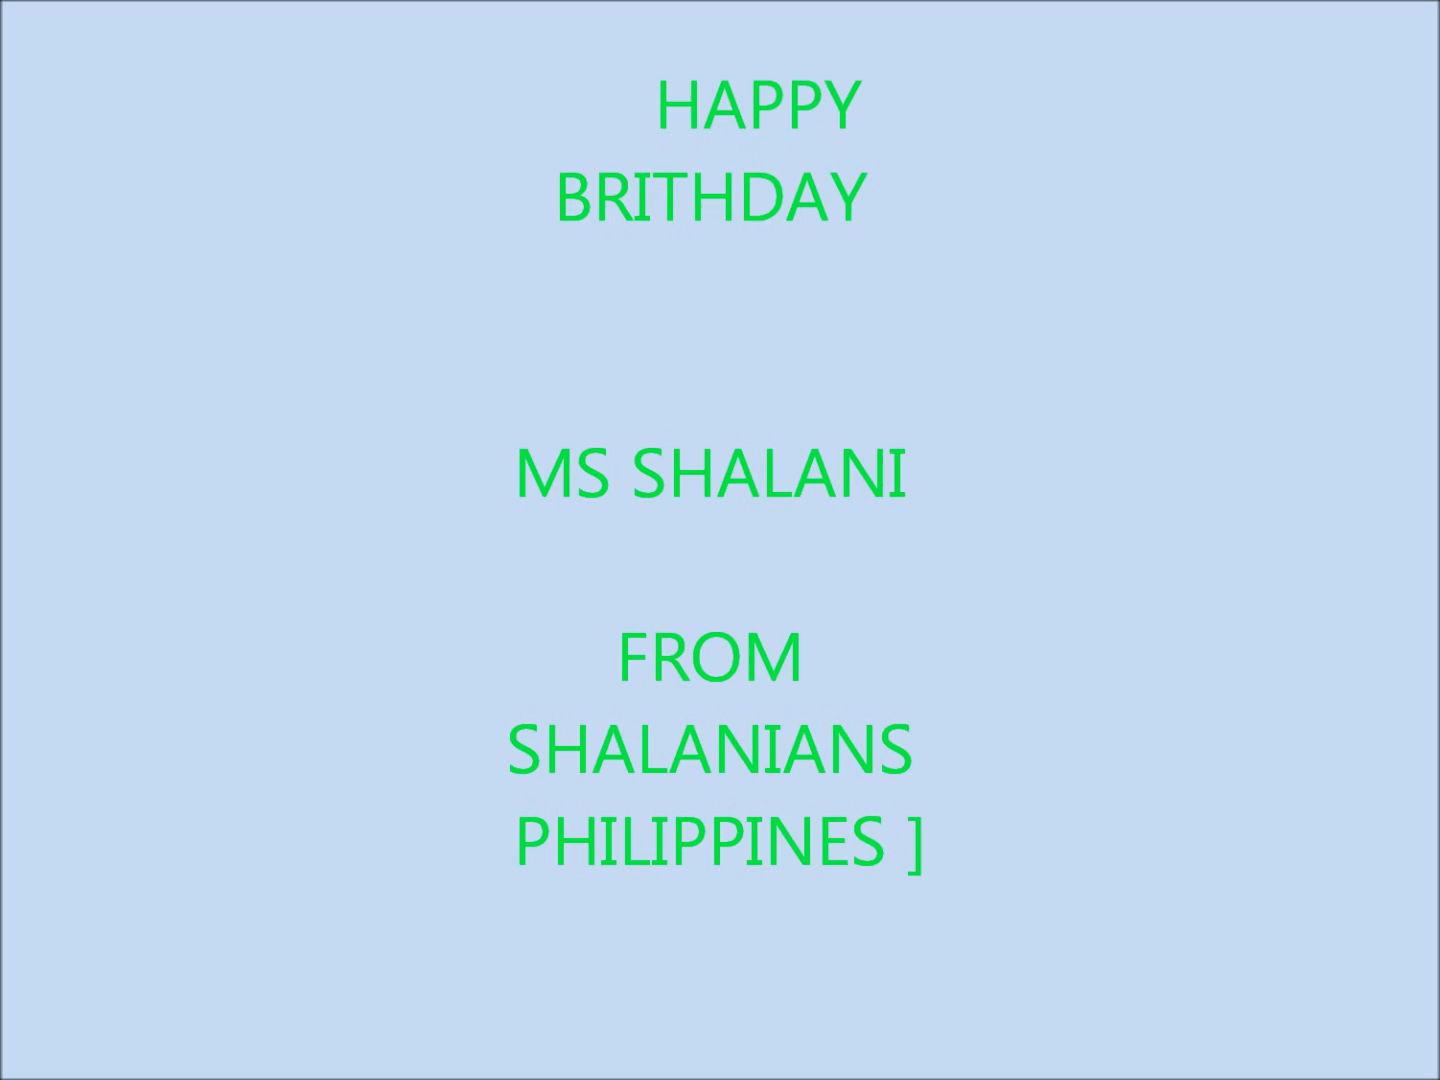 HAPPY
BRITHDAY
MS SHALANI
FROM
SHALANIANS
PHILIPPINES ]